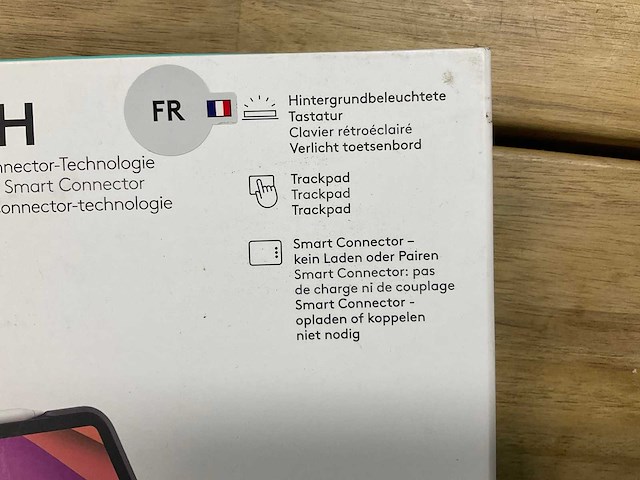 H
FR
nnector-Technologie
Smart Connector
onnector-technologie
Hintergrundbeleuchtete
Tastatur
Clavier rétroéclairé
Verlicht toetsenbord
Trackpad
Trackpad
Trackpad
Smart Connector –
kein Laden oder Pairen
Smart Connector: pas
de charge ni de couplage
Smart Connector -
opladen of koppelen
niet nodig